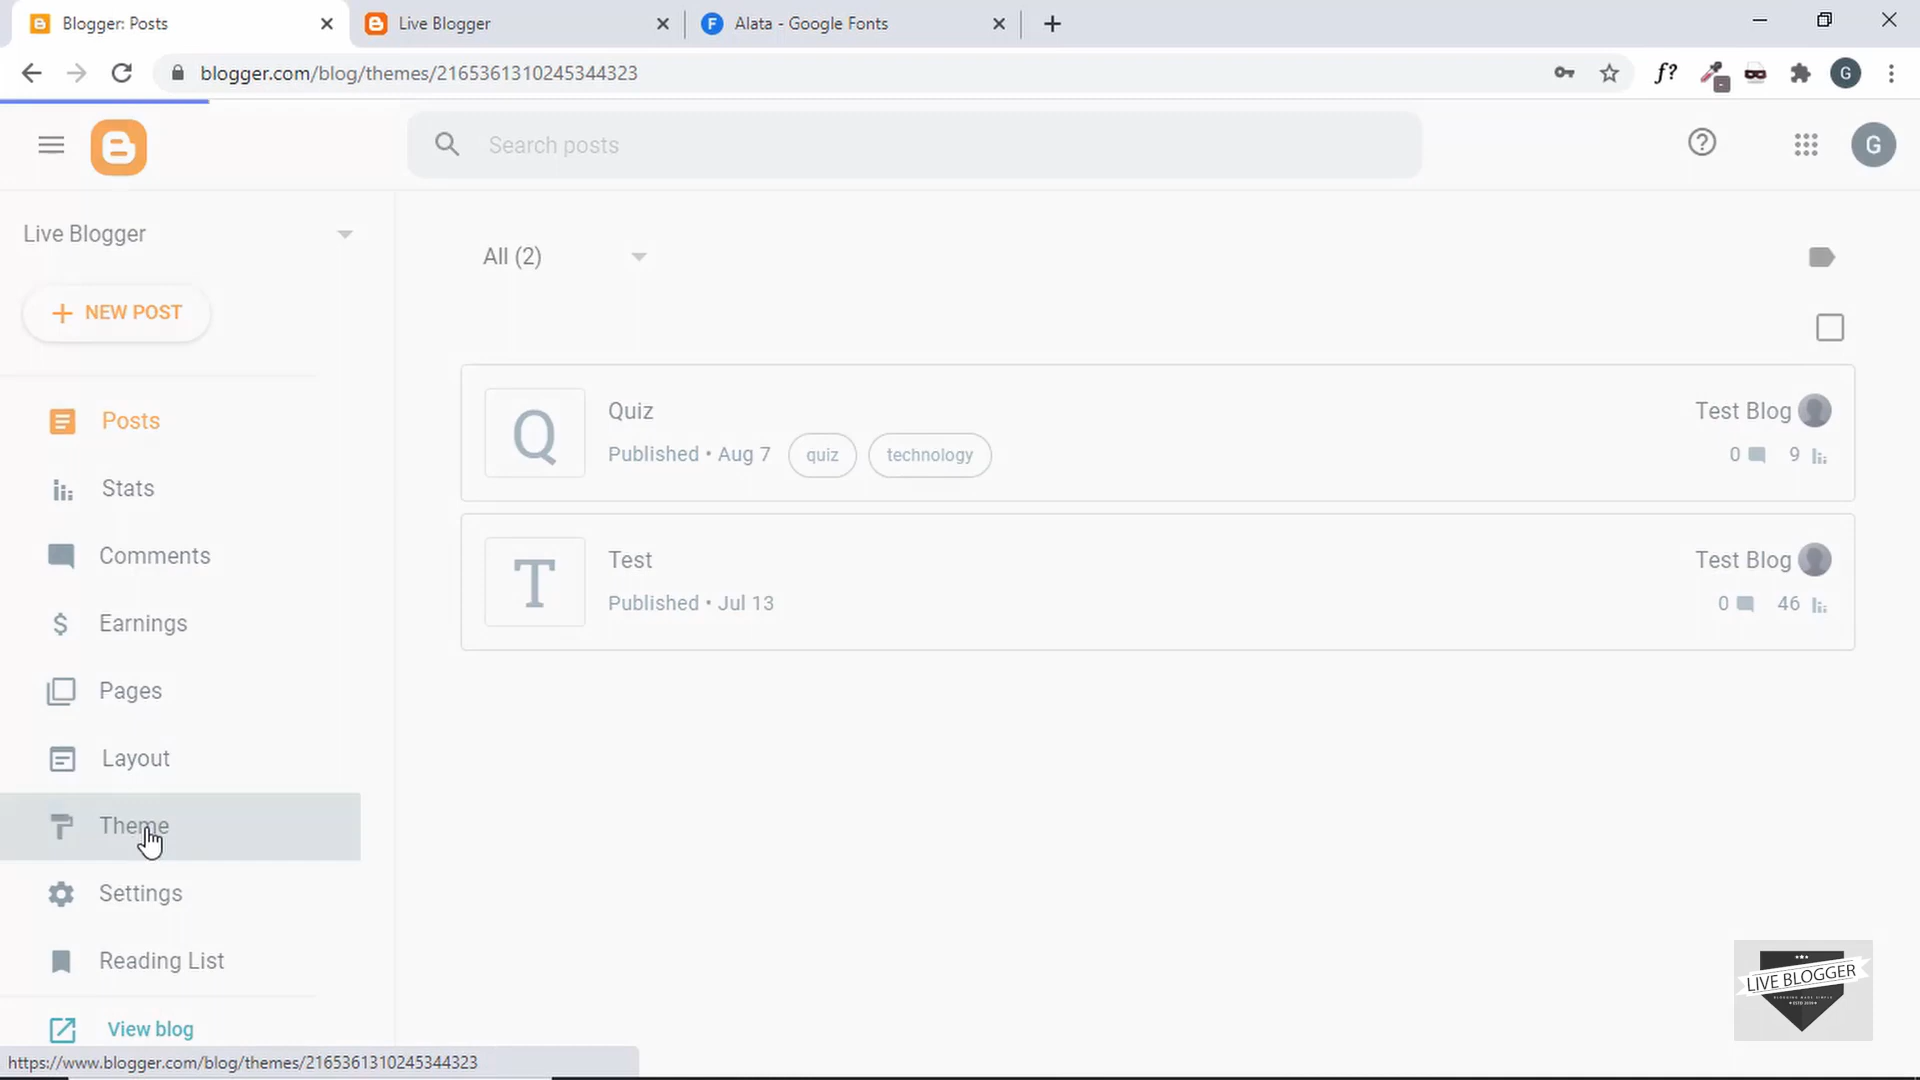 Blogger: Posts
Live Blogger
Alata - Google Fonts
blogger.com/blog/themes/2165361310245344323
f?
G
Search posts
G
Live Blogger
All (2)
NEW POST
Posts
Stats
Comments
Earnings
Pages
Layout
Theme
Settings
Reading List
View blog
Q
Quiz
Published • Aug 7
quiz
technology
Test Blog
0
9
T
Test
Published • Jul 13
Test Blog
0
46
LIVE BLOGGER
https://www.blogger.com/blog/themes/2165361310245344323